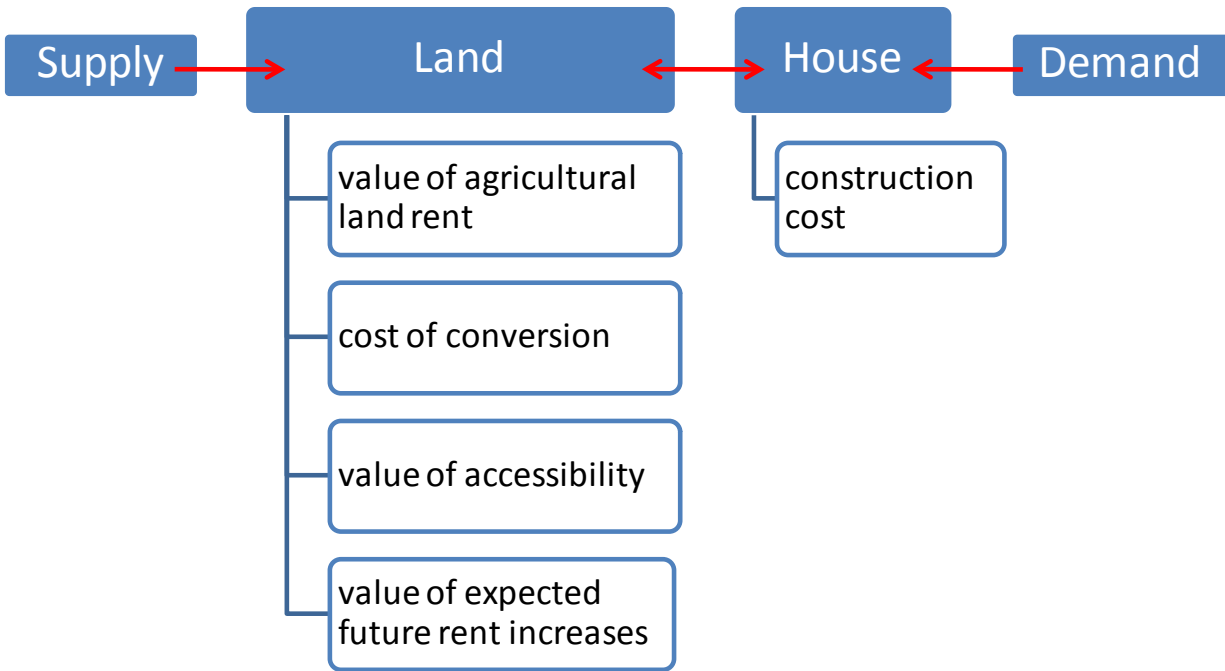 Supply
Land
House
Demand
value of agricultural
land rent
construction
cost
cost of conversion
value of accessibility
value of expected
future rent increases